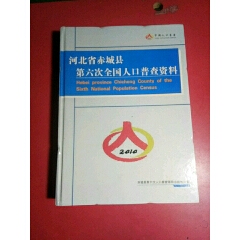 河北省赤城县
第六次全国人口普查资料
Hebei province Chicheng County of the
Sixth National Population Census
2010